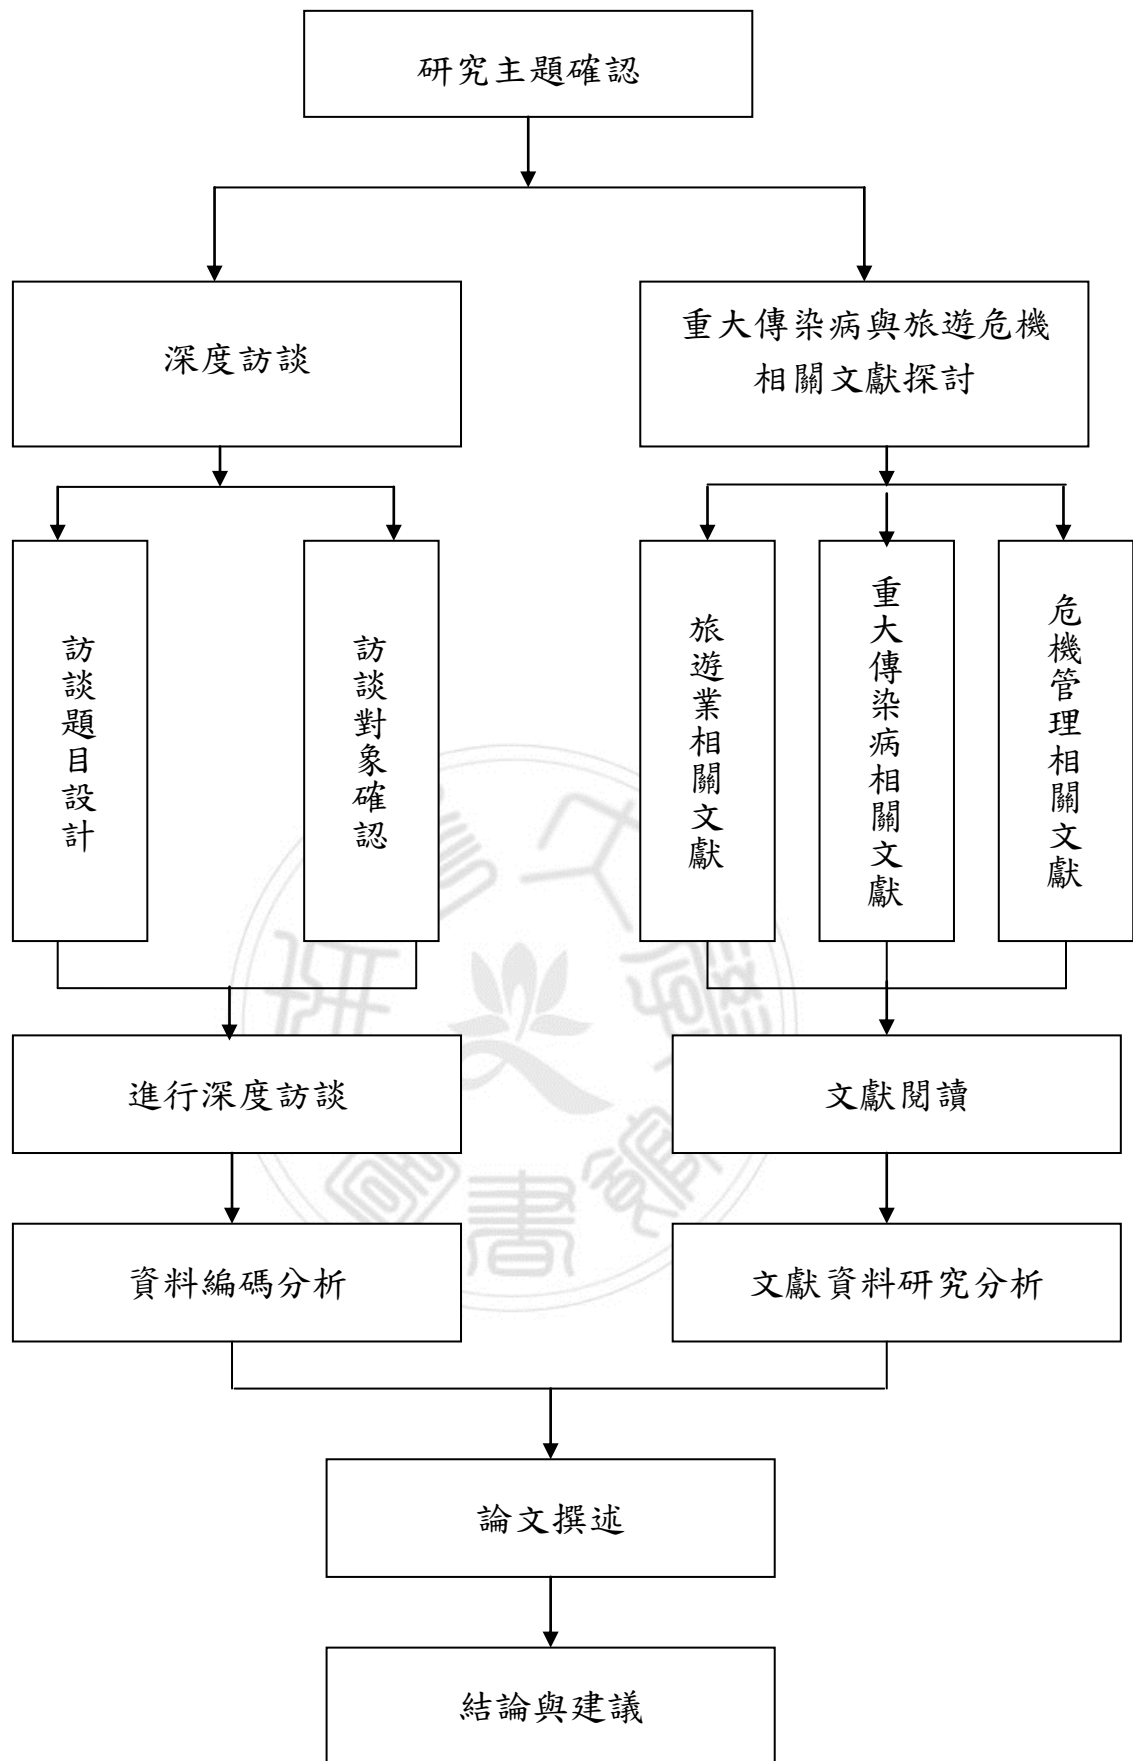 研究主題確認
深度訪談
重大傳染病與旅遊危機
相關文獻探討
訪談題目設計
訪談對象確認
旅遊業相關文獻
重大傳染病相關文獻
危機管理相關文獻
進行深度訪談
文獻閱讀
資料編碼分析
文獻資料研究分析
論文撰述
結論與建議